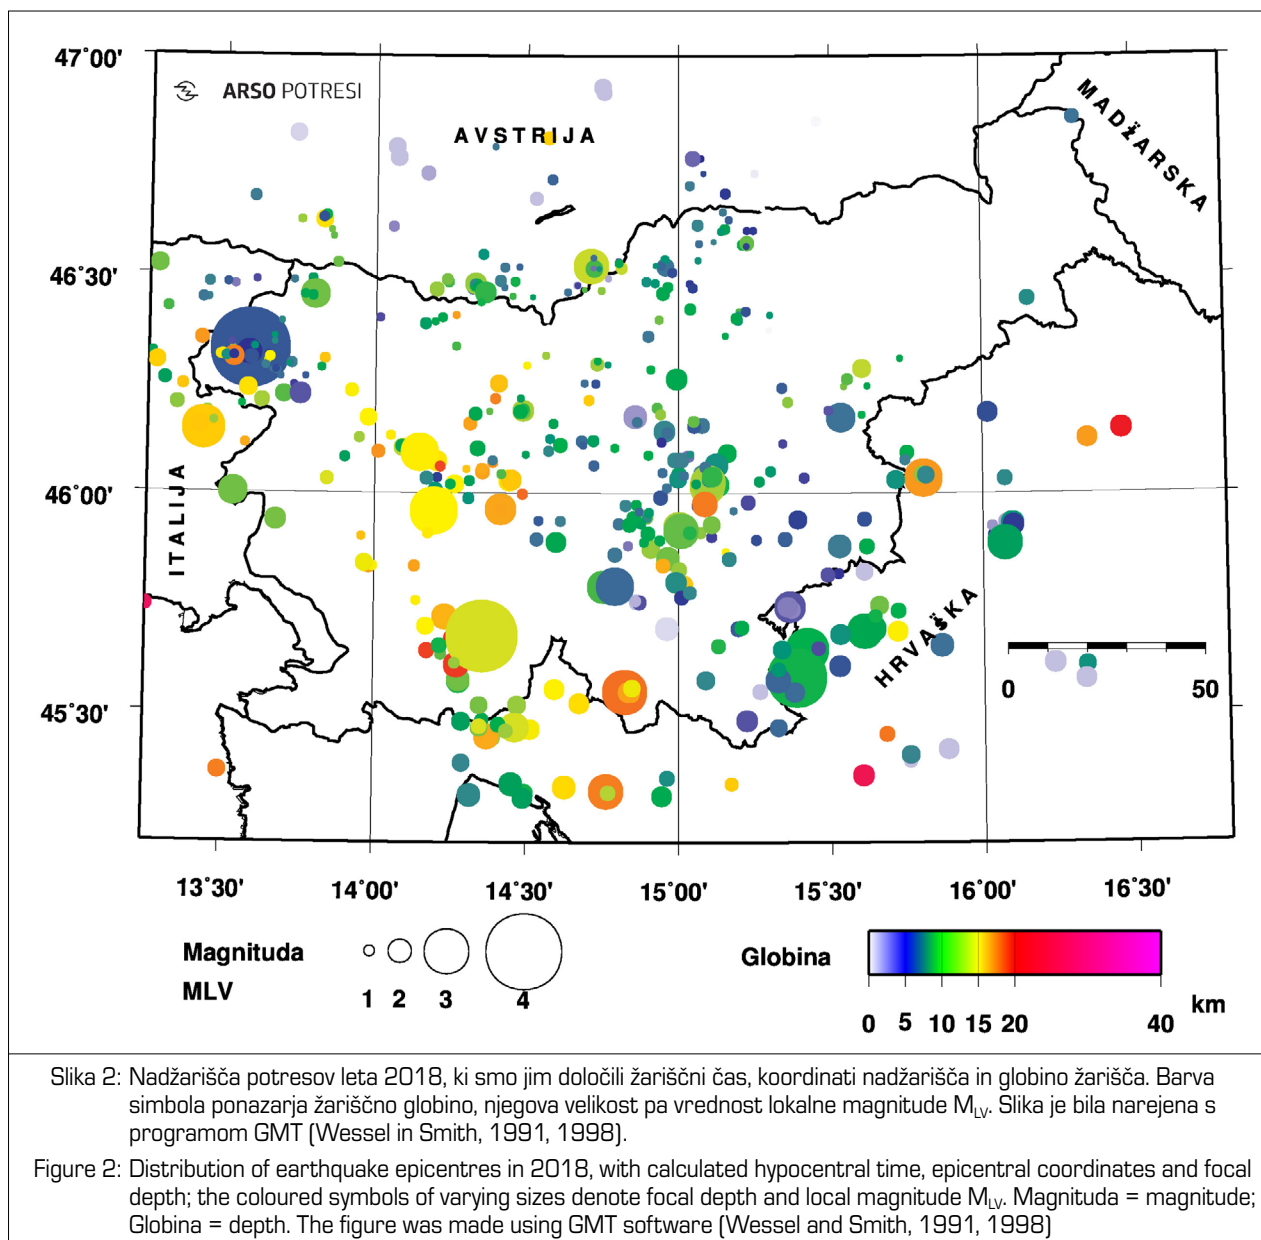 47°00'
ARSO POTRESI
AVSTRIJA
MADŽARSKA
46°30'
ITALIJA
46°00'
HRVAŠKA
0 50
45°30'
13°30' 14°00' 14°30' 15°00' 15°30' 16°00' 16°30'
Magnituda
MLV 1 2 3 4
Globina
km
0 5 10 15 20 40
Slika 2: Nadžarišča potresov leta 2018, ki smo jim določili žariščni čas, koordinati nadžarišča in globino žarišča. Barva
simbola ponazarja žariščno globino, njegova velikost pa vrednost lokalne magnitude MLV. Slika je bila narejena s
programom GMT (Wessel in Smith, 1991, 1998).
Figure 2: Distribution of earthquake epicentres in 2018, with calculated hypocentral time, epicentral coordinates and focal
depth; the coloured symbols of varying sizes denote focal depth and local magnitude MLV. Magnituda = magnitude;
Globina = depth. The figure was made using GMT software (Wessel and Smith, 1991, 1998)